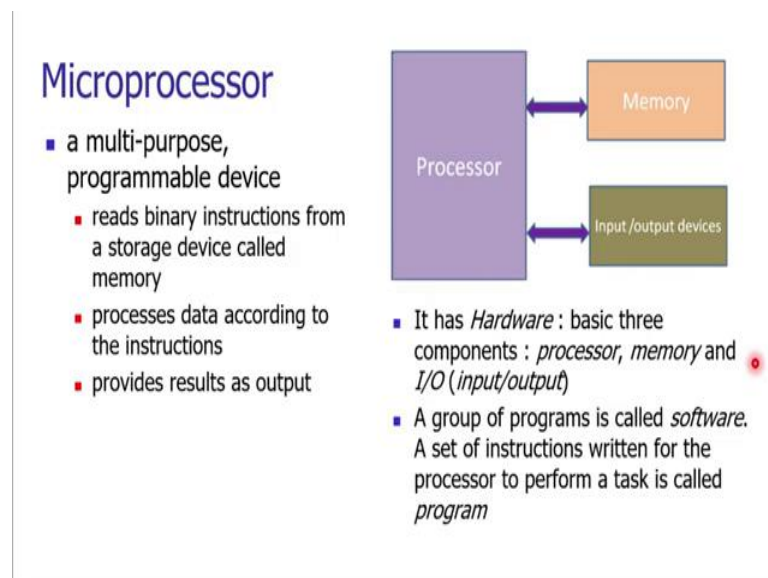 Microprocessor
a multi-purpose,
programmable device
reads binary instructions from
a storage device called
memory
processes data according to
the instructions
provides results as output
Processor
Memory
Input /output devices
It has Hardware : basic three
components : processor, memory and
I/O (input/output)
A group of programs is called software.
A set of instructions written for the
processor to perform a task is called
program